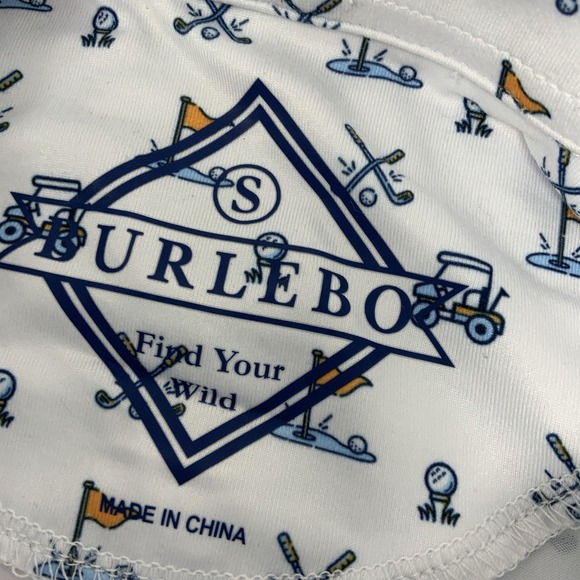 S
BURLEBO
Find Your
Wild
MADE IN CHINA